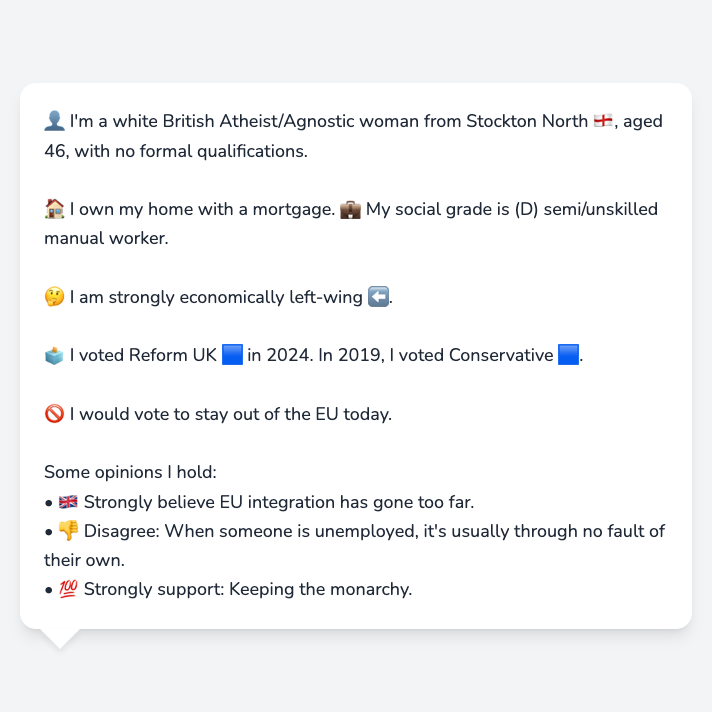 👤 I'm a white British Atheist/Agnostic woman from Stockton North 🏴󠁧󠁢󠁥󠁮󠁧󠁿, aged
46, with no formal qualifications.
🏠 I own my home with a mortgage. 💼 My social grade is (D) semi/unskilled
manual worker.
🤔 I am strongly economically left-wing ⬅️.
🗳️ I voted Reform UK 🟦 in 2024. In 2019, I voted Conservative 🟦.
🚫 I would vote to stay out of the EU today.
Some opinions I hold:
• 🇬🇧 Strongly believe EU integration has gone too far.
• 👎 Disagree: When someone is unemployed, it's usually through no fault of
their own.
• 💯 Strongly support: Keeping the monarchy.